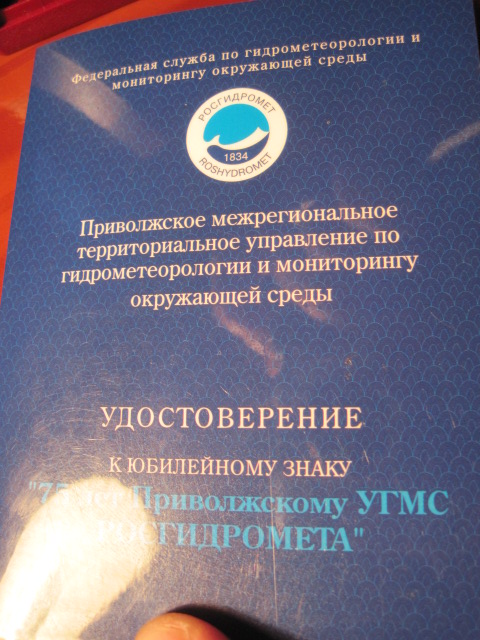 Федеральная служба по гидрометеорологии и
мониторингу окружающей среды
РОСГИДРОМЕТ
1834
ROSHYDROMET
Приволжское межрегиональное
территориальное управление по
гидрометеорологии и мониторингу
окружающей среды
УДОСТОВЕРЕНИЕ
К ЮБИЛЕЙНОМУ ЗНАКУ
"75 лет Приволжскому УГМС
РОСГИДРОМЕТА"